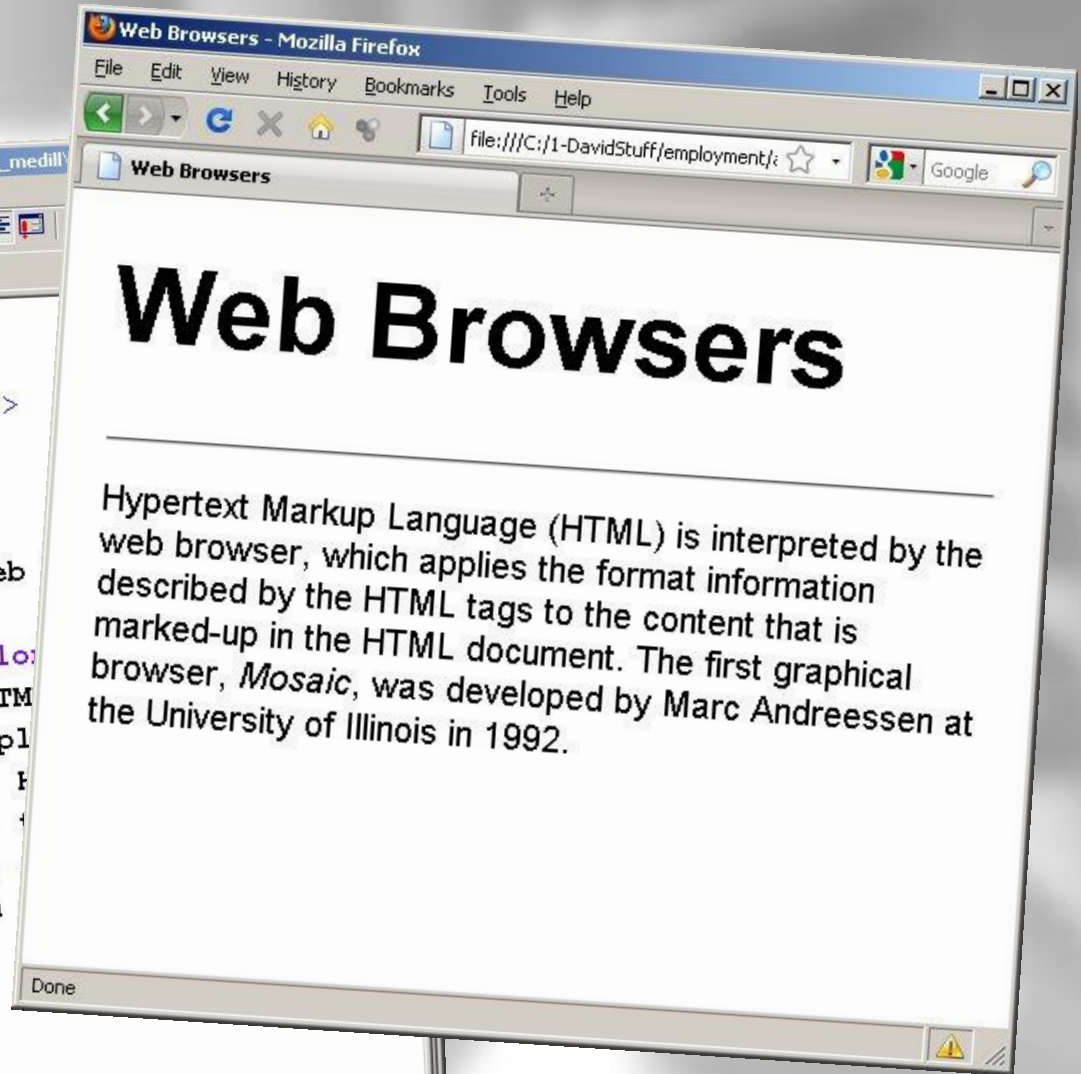 Web Browsers - Mozilla Firefox
File Edit View History Bookmarks Tools Help
file:///C:/1-DavidStuff/employment/
Google
Web Browsers
_medill\
Web Browsers
>
Hypertext Markup Language (HTML) is interpreted by the
web browser, which applies the format information
described by the HTML tags to the content that is
marked-up in the HTML document. The first graphical
browser, Mosaic, was developed by Marc Andreessen at
the University of Illinois in 1992.
Done